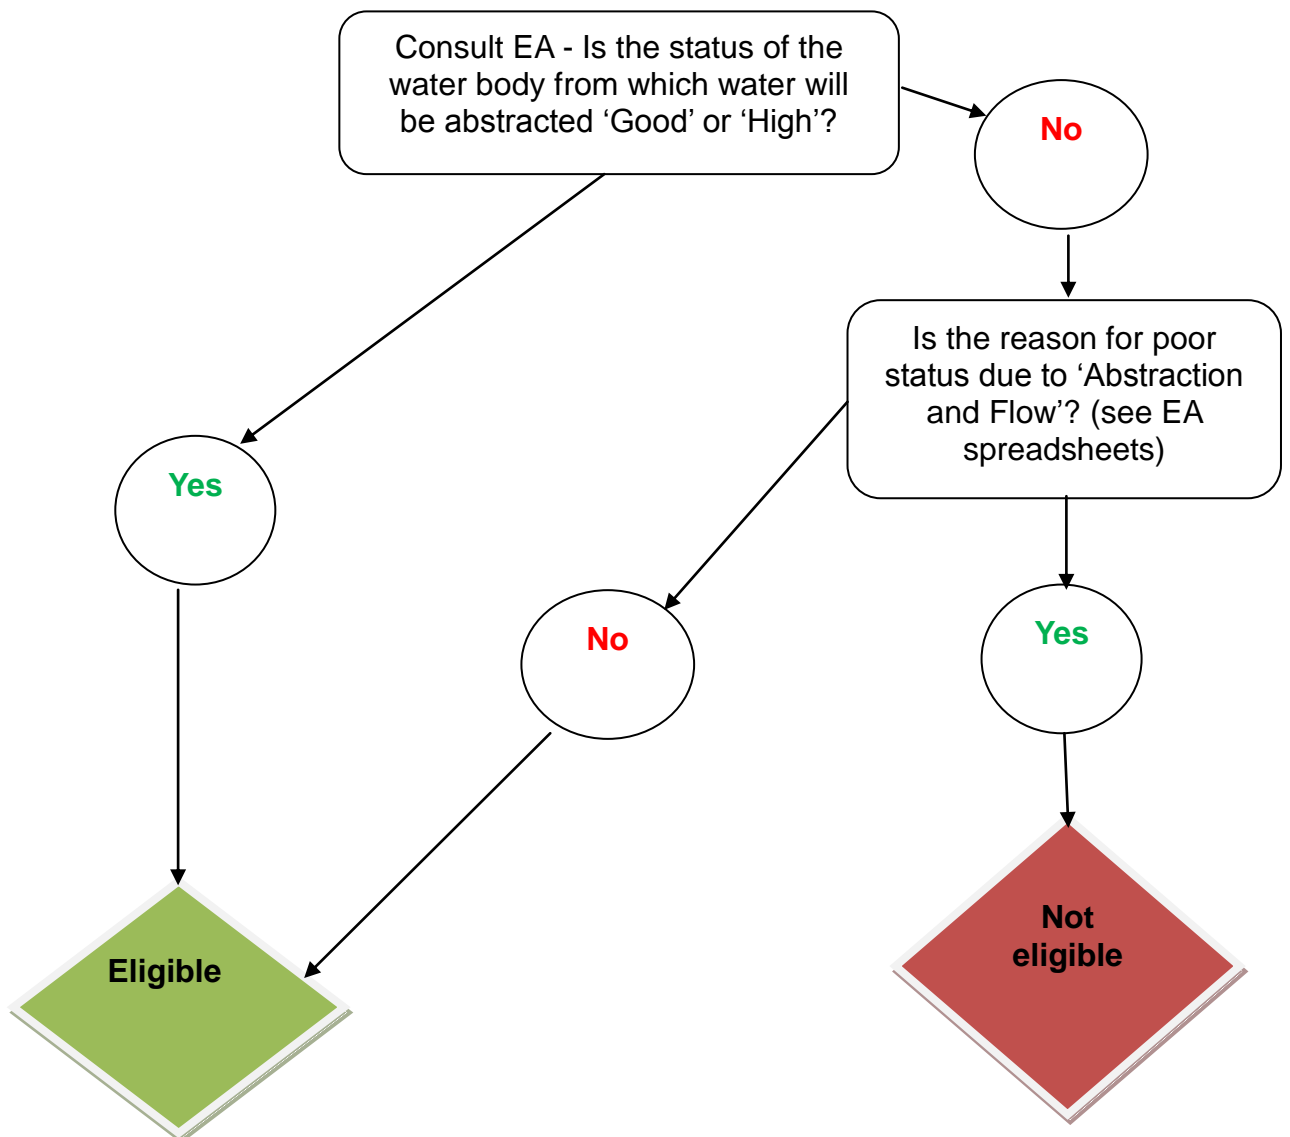 Consult EA - Is the status of the
water body from which water will
be abstracted ‘Good’ or ‘High’?
No
Is the reason for poor
status due to ‘Abstraction
and Flow’? (see EA
spreadsheets)
Yes
No
Yes
Eligible
Not
eligible